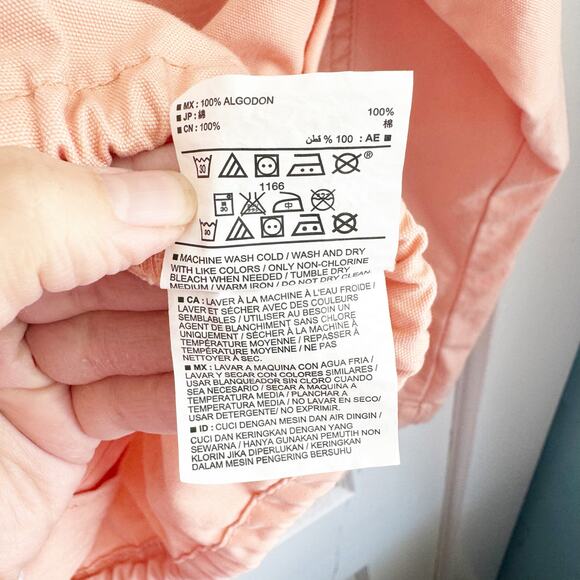 ■ MX: 100% ALGODON
■ JP: 綿 100%
■ CN: 100% 棉
■ AE: 100 % قطن
30 ®
1166
30
30
■ MACHINE WASH COLD / WASH AND DRY
WITH LIKE COLORS / ONLY NON-CHLORINE
BLEACH WHEN NEEDED / TUMBLE DRY
MEDIUM / WARM IRON / DO NOT DRY CLEAN
■ CA : LAVER À LA MACHINE À L'EAU FROIDE /
LAVER ET SÉCHER AVEC DES COULEURS
SEMBLABLES / UTILISER AU BESOIN UN
AGENT DE BLANCHIMENT SANS CHLORE
UNIQUEMENT / SÉCHER À LA MACHINE À
TEMPÉRATURE MOYENNE / REPASSER À
TEMPÉRATURE MOYENNE / NE PAS
NETTOYER À SEC.
■ MX: LAVAR A MAQUINA CON AGUA FRIA /
LAVAR Y SECAR CON COLORES SIMILARES /
USAR BLANQUEADOR SIN CLORO CUANDO
SEA NECESARIO / SECAR A MAQUINA A
TEMPERATURA MEDIA / PLANCHAR A
TEMPERATURA MEDIA / NO LAVAR EN SECO/
USAR DETERGENTE/ NO EXPRIMIR.
■ ID : CUCI DENGAN MESIN DAN AIR DINGIN /
CUCI DAN KERINGKAN DENGAN YANG
SEWARNA / HANYA GUNAKAN PEMUTIH NON
KLORIN JIKA DIPERLUKAN / KERINGKAN
DALAM MESIN PENGERING BERSUHU